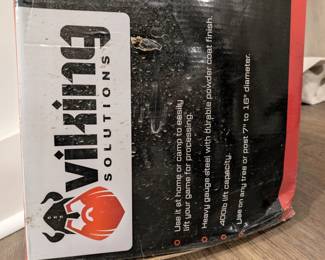 Viking
SOLUTIONS
Use it at home or camp to easily
lift your game for processing.
Heavy gauge steel with durable powder coat finish.
400lb lift capacity.
Use on any tree or post 7" to 16" diameter.